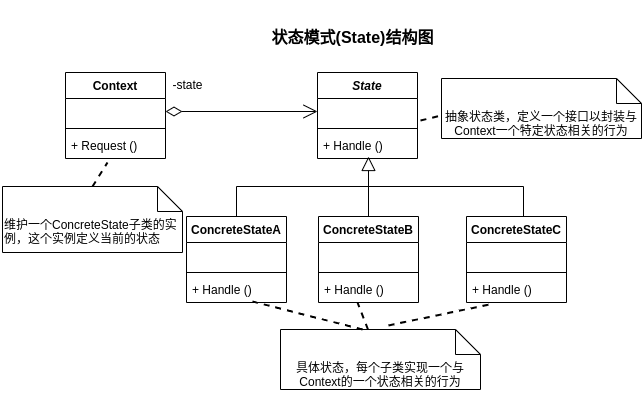 状态模式(State)结构图
Context
-state
State
+ Request ()
+ Handle ()
抽象状态类，定义一个接口以封装与
Context一个特定状态相关的行为
维护一个ConcreteState子类的实
例，这个实例定义当前的状态
ConcreteStateA
ConcreteStateB
ConcreteStateC
+ Handle ()
+ Handle ()
+ Handle ()
具体状态，每个子类实现一个与
Context的一个状态相关的行为